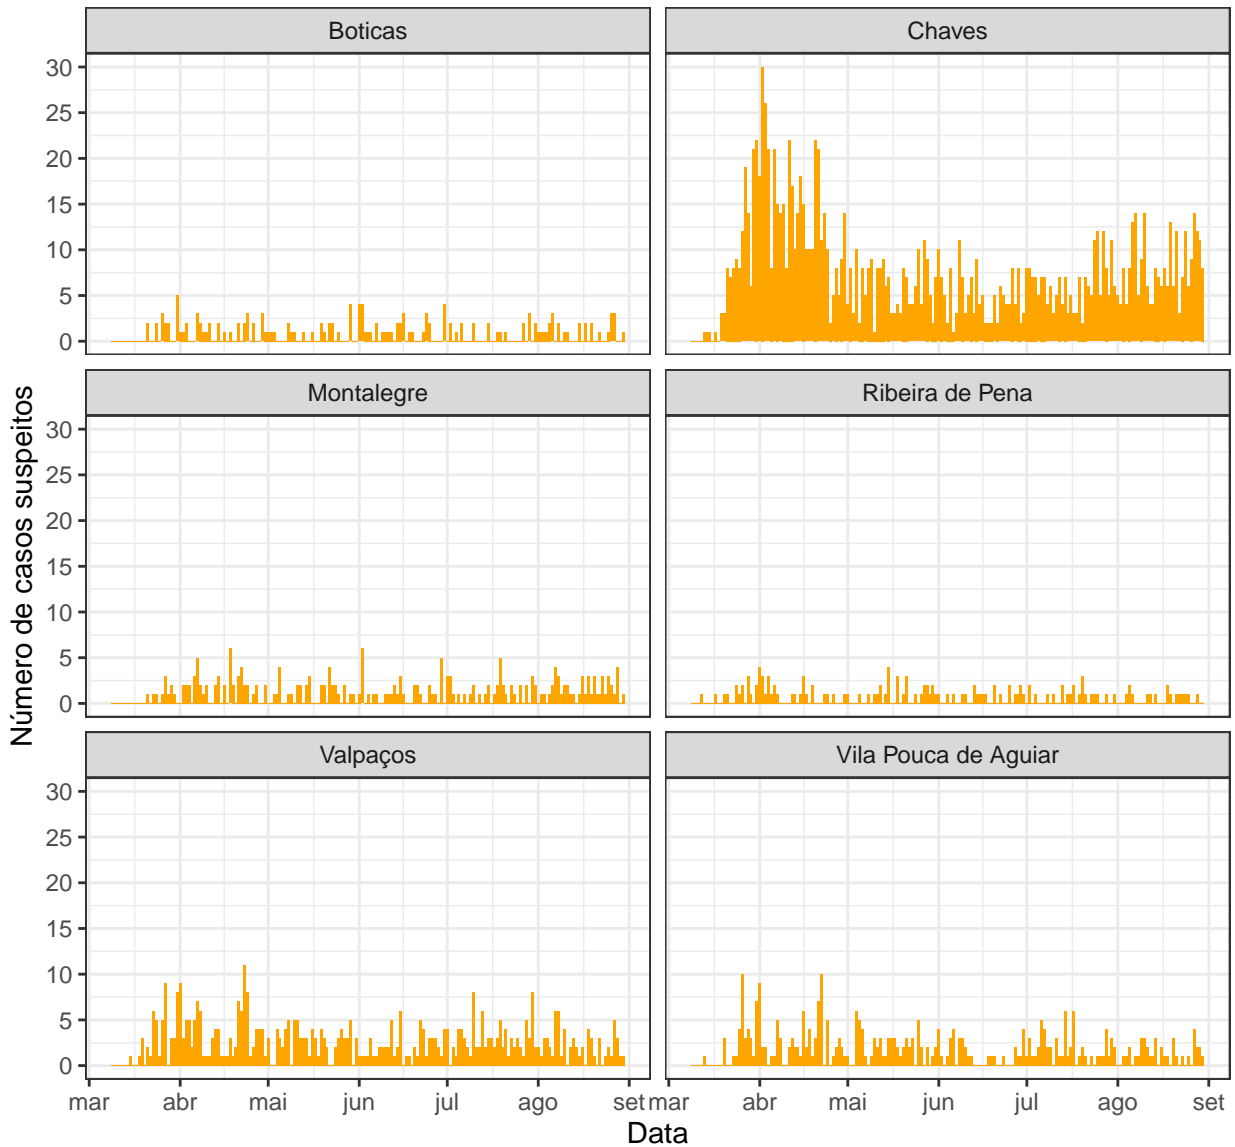 Boticas
Chaves
30
25
20
15
10
5
0
Montalegre
Ribeira de Pena
30
25
20
15
10
5
0
Número de casos suspeitos
Valpaços
Vila Pouca de Aguiar
30
25
20
15
10
5
0
mar abr mai jun jul ago set
mar abr mai jun jul ago set
Data